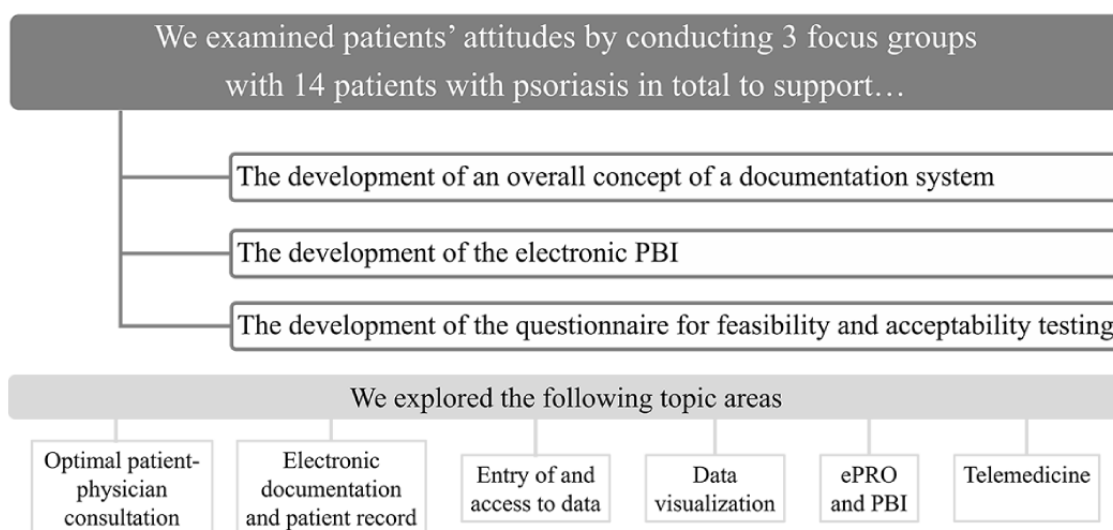 We examined patients’ attitudes by conducting 3 focus groups
with 14 patients with psoriasis in total to support…
The development of an overall concept of a documentation system
The development of the electronic PBI
The development of the questionnaire for feasibility and acceptability testing
We explored the following topic areas
Optimal patient-
physician
consultation
Electronic
documentation
and patient record
Entry of and
access to data
Data
visualization
ePRO
and PBI
Telemedicine